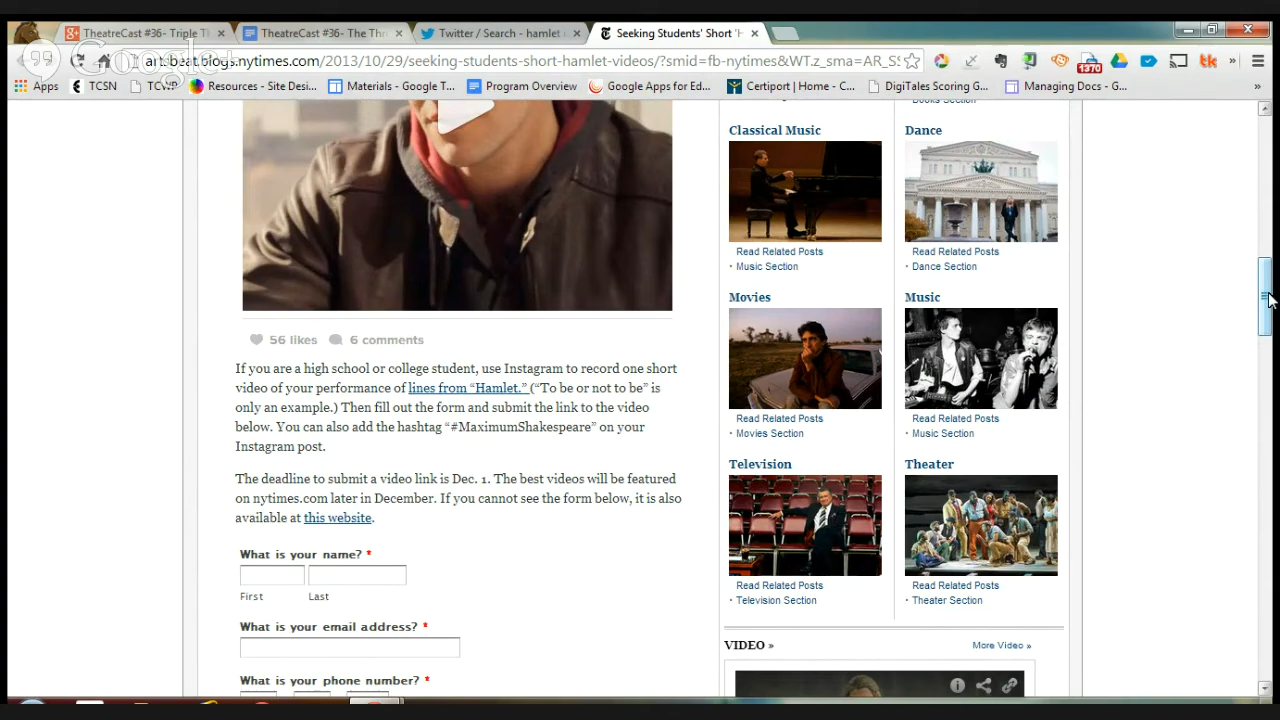 TheatreCast #36- Triple T
TheatreCast #36- The Thr
Twitter / Search - hamlet
Seeking Students' Short 'H
Google+
artsbeat.blogs.nytimes.com/2013/10/29/seeking-students-short-hamlet-videos/?smid=fb-nytimes&WT.z_sma=AR_S
1370
Apps
TCSN
TCWP
Resources - Site Desi...
Materials - Google T...
Program Overview
Google Apps for Ed...
Certiport | Home - C...
DigiTales Scoring G...
Managing Docs - G...
Books Section
Classical Music
Dance
Read Related Posts
Read Related Posts
Music Section
Dance Section
Movies
Music
56 likes
6 comments
If you are a high school or college student, use Instagram to record one short
video of your performance of lines from “Hamlet.” (“To be or not to be” is
only an example.) Then fill out the form and submit the link to the video
below. You can also add the hashtag “#MaximumShakespeare” on your
Instagram post.
Read Related Posts
Read Related Posts
Movies Section
Music Section
The deadline to submit a video link is Dec. 1. The best videos will be featured
on nytimes.com later in December. If you cannot see the form below, it is also
available at this website.
Television
Theater
What is your name? *
First
Last
Read Related Posts
Read Related Posts
Television Section
Theater Section
What is your email address? *
VIDEO »
More Video »
What is your phone number? *